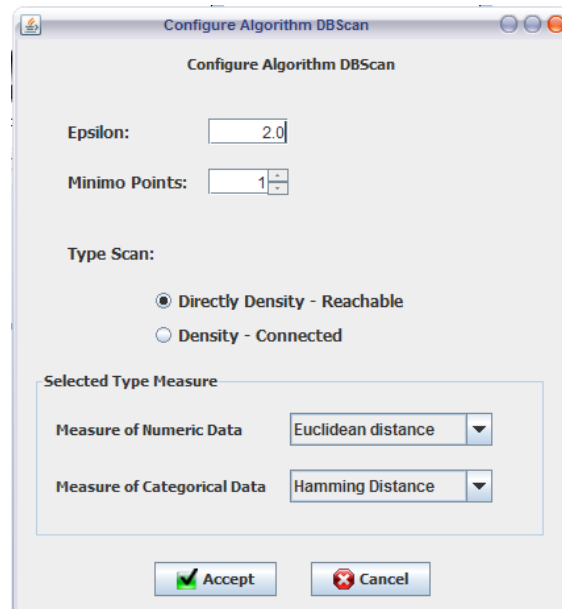 Configure Algorithm DBScan
Configure Algorithm DBScan
Epsilon: 2.0
Minimo Points: 1
Type Scan:
Directly Density - Reachable
Density - Connected
Selected Type Measure
Measure of Numeric Data Euclidean distance
Measure of Categorical Data Hamming Distance
Accept Cancel